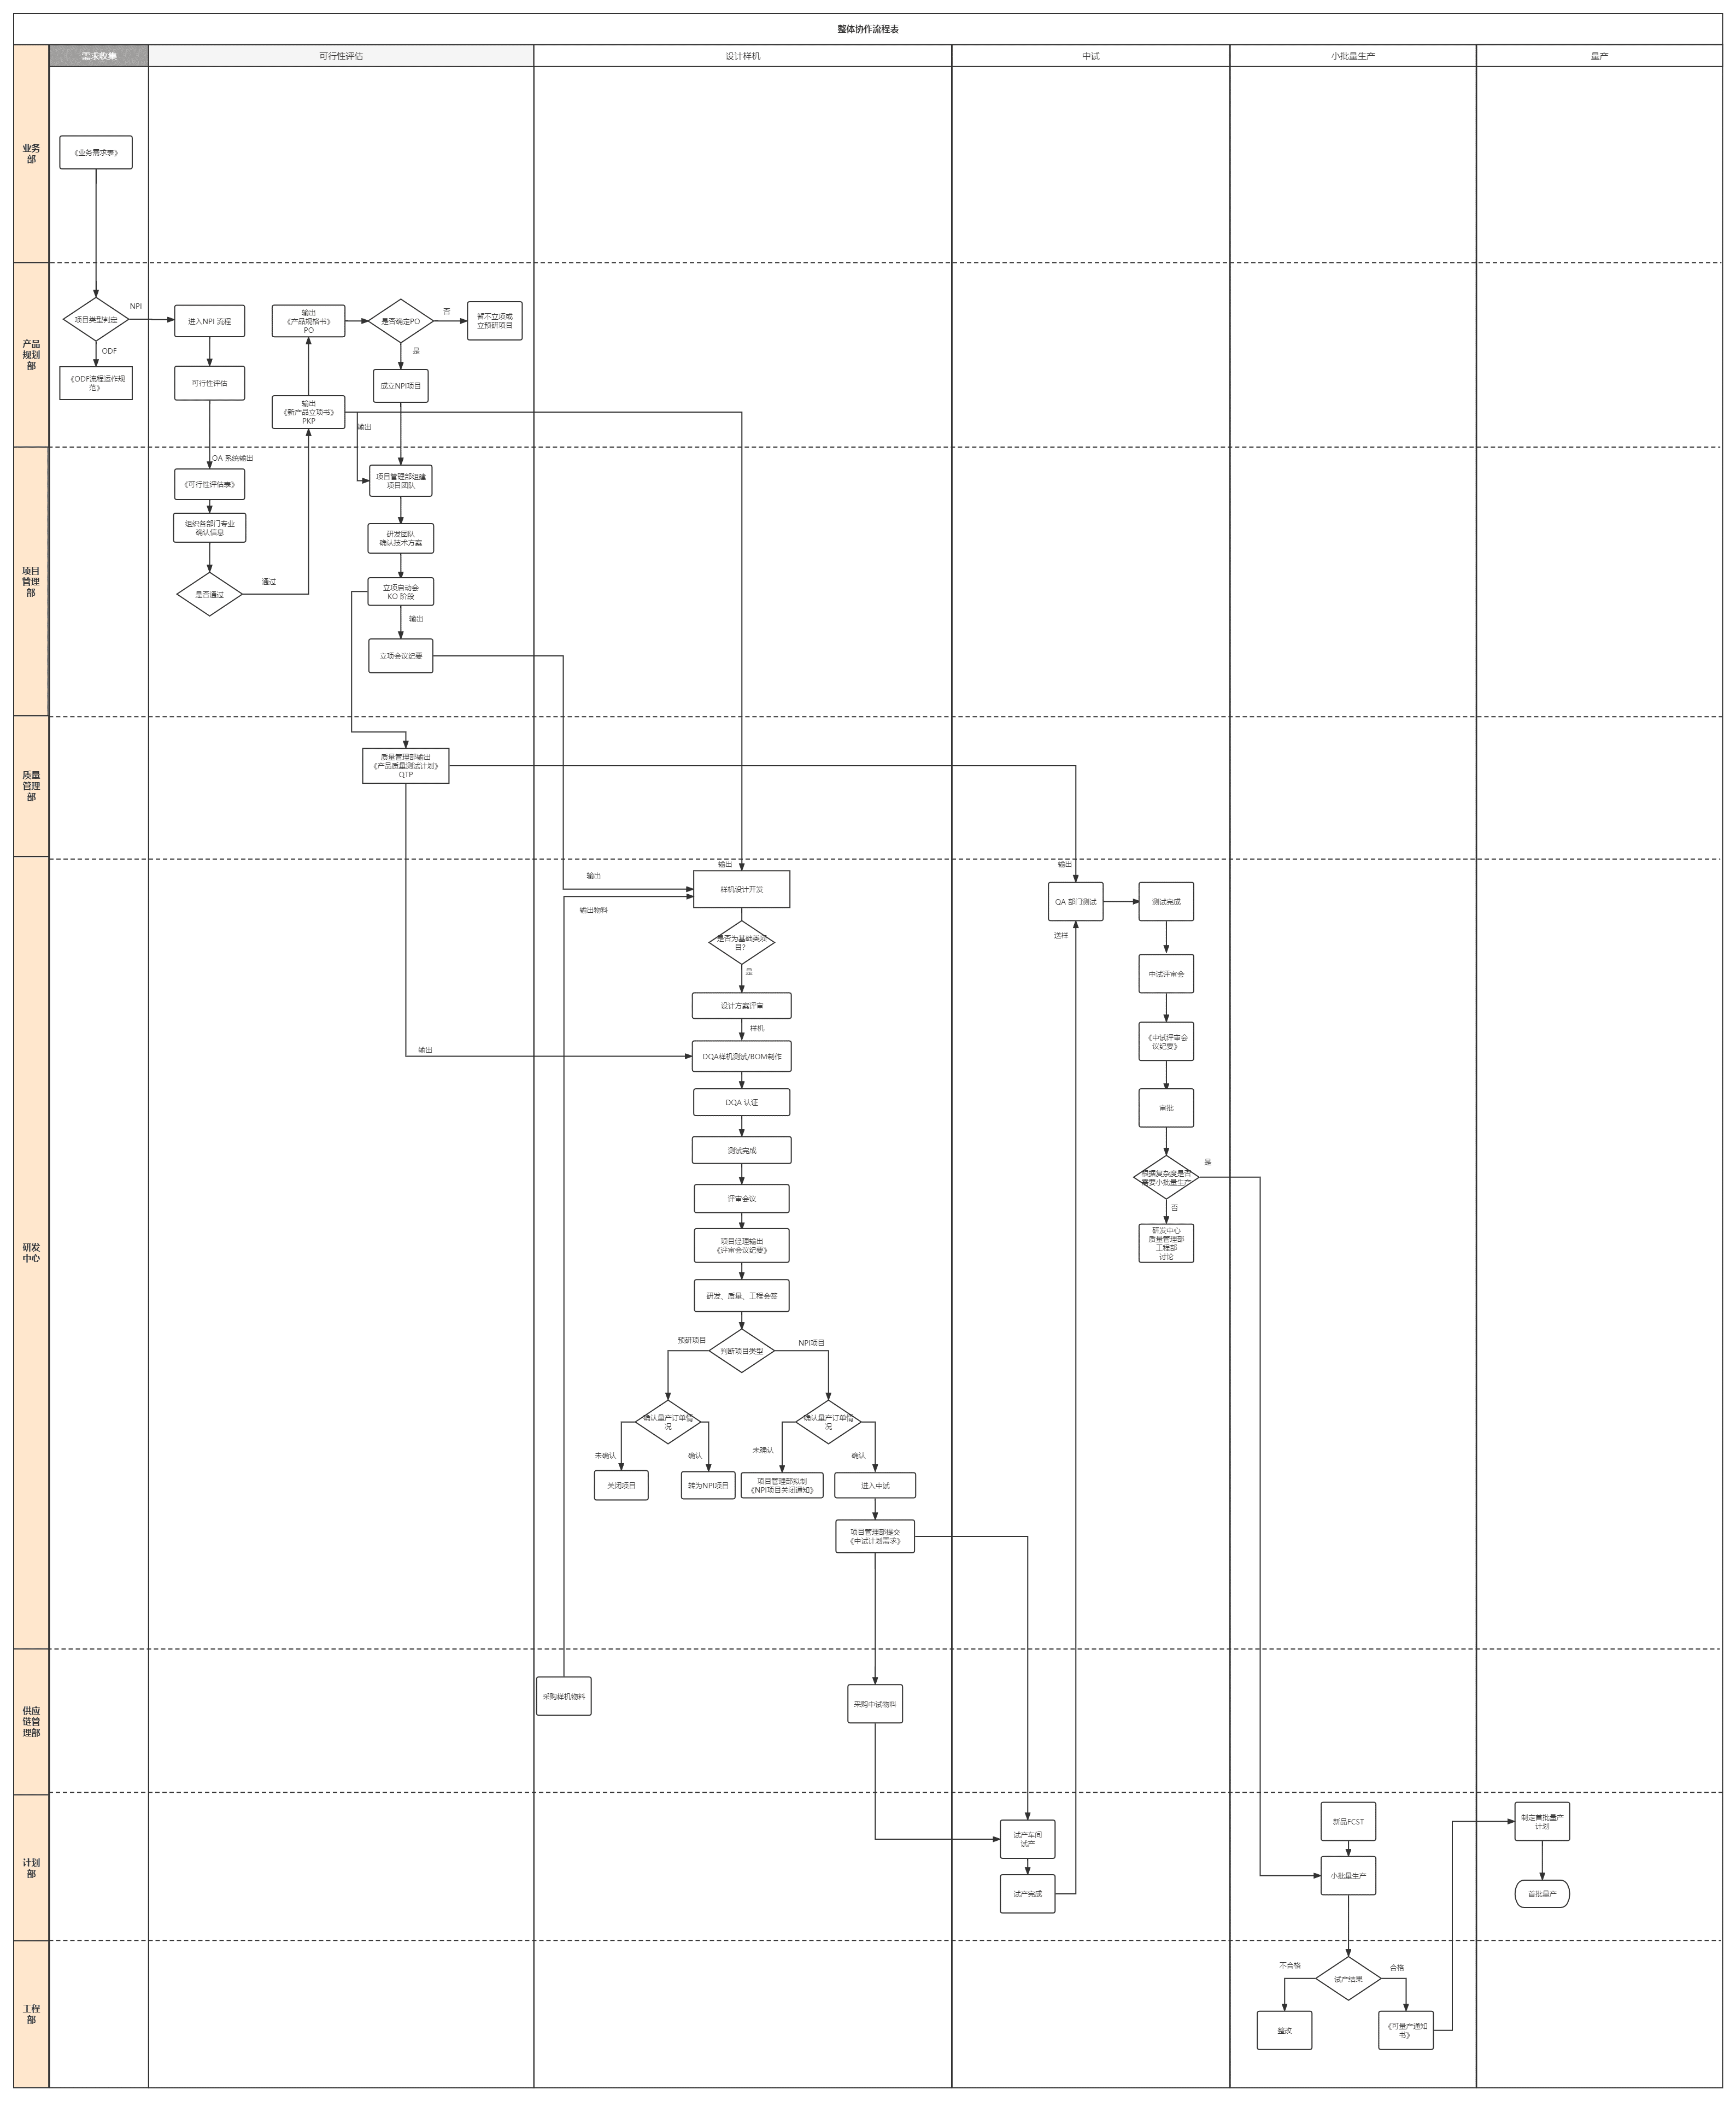 整体协作流程表
需求收集
可行性评估
设计样机
中试
小批量生产
量产
业务
部
《业务需求表》
产品
规划
部
项目类型判定
NPI
ODF
《ODF流程运作规
范》
进入NPI 流程
可行性评估
输出
《产品规格书》
PO
是否确定PO
否
暂不立项或
立预研项目
是
成立NPI项目
输出
《新产品立项书》
PKP
输出
项目
管理
部
OA 系统输出
《可行性评估表》
组织各部门专业
确认信息
是否通过
通过
项目管理部组建
项目团队
研发团队
确认技术方案
立项启动会
KO 阶段
输出
立项会议纪要
质量
管理
部
质量管理部输出
《产品质量测试计划》
QTP
研发
中心
输出
输出
输出物料
样机设计开发
是否为基础类项
目？
是
设计方案评审
样机
输出
DQA样机测试/BOM制作
DQA 认证
测试完成
评审会议
项目经理输出
《评审会议纪要》
研发、质量、工程会签
判断项目类型
预研项目
NPI项目
确认量产订单情
况
确认量产订单情
况
未确认
确认
未确认
确认
关闭项目
转为NPI项目
项目管理部拟制
《NPI项目关闭通知》
进入中试
项目管理部提交
《中试计划需求》
输出
QA 部门测试
送样
测试完成
中试评审会
《中试评审会
议纪要》
审批
根据复杂度是否
需要小批量生产
是
否
研发中心
质量管理部
工程部
讨论
供应
链管
理部
采购样机物料
采购中试物料
计划
部
试产车间
试产
试产完成
新品FCST
小批量生产
制定首批量产
计划
首批量产
工程
部
试产结果
不合格
合格
整改
《可量产通知
书》